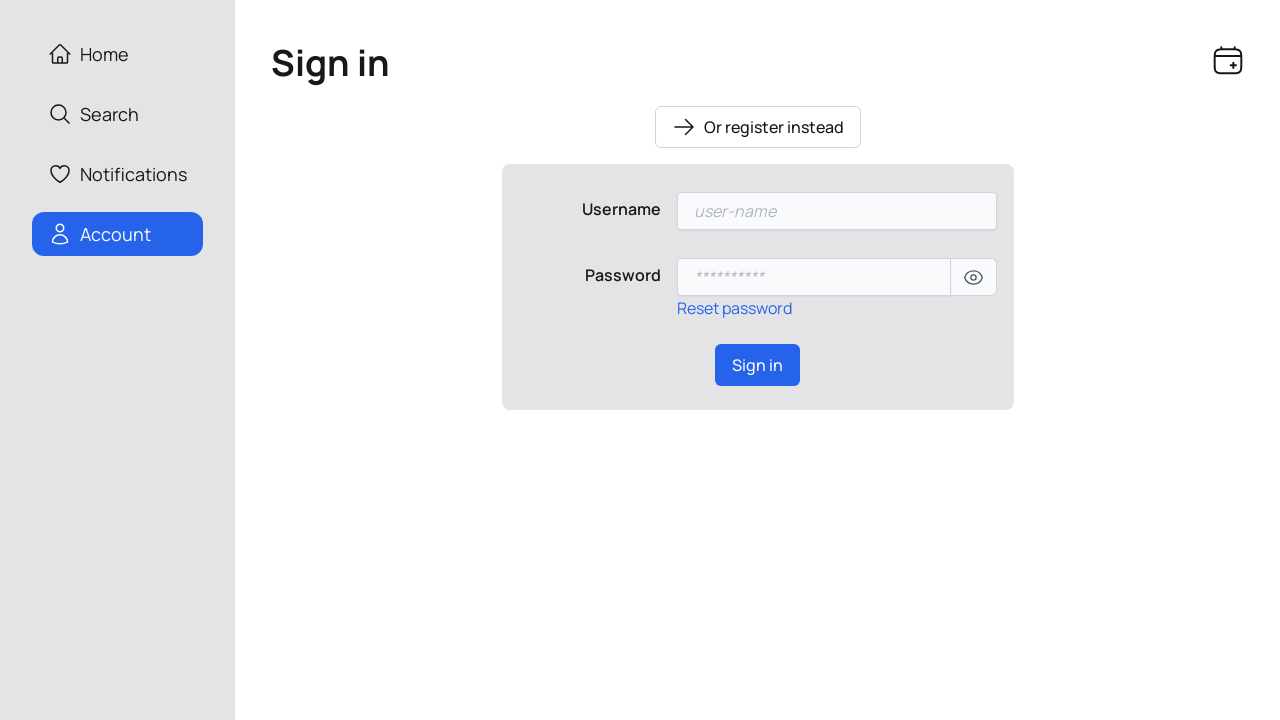 Home
Search
Notifications
Account
Sign in
Or register instead
Username
user-name
Password
**********
Reset password
Sign in